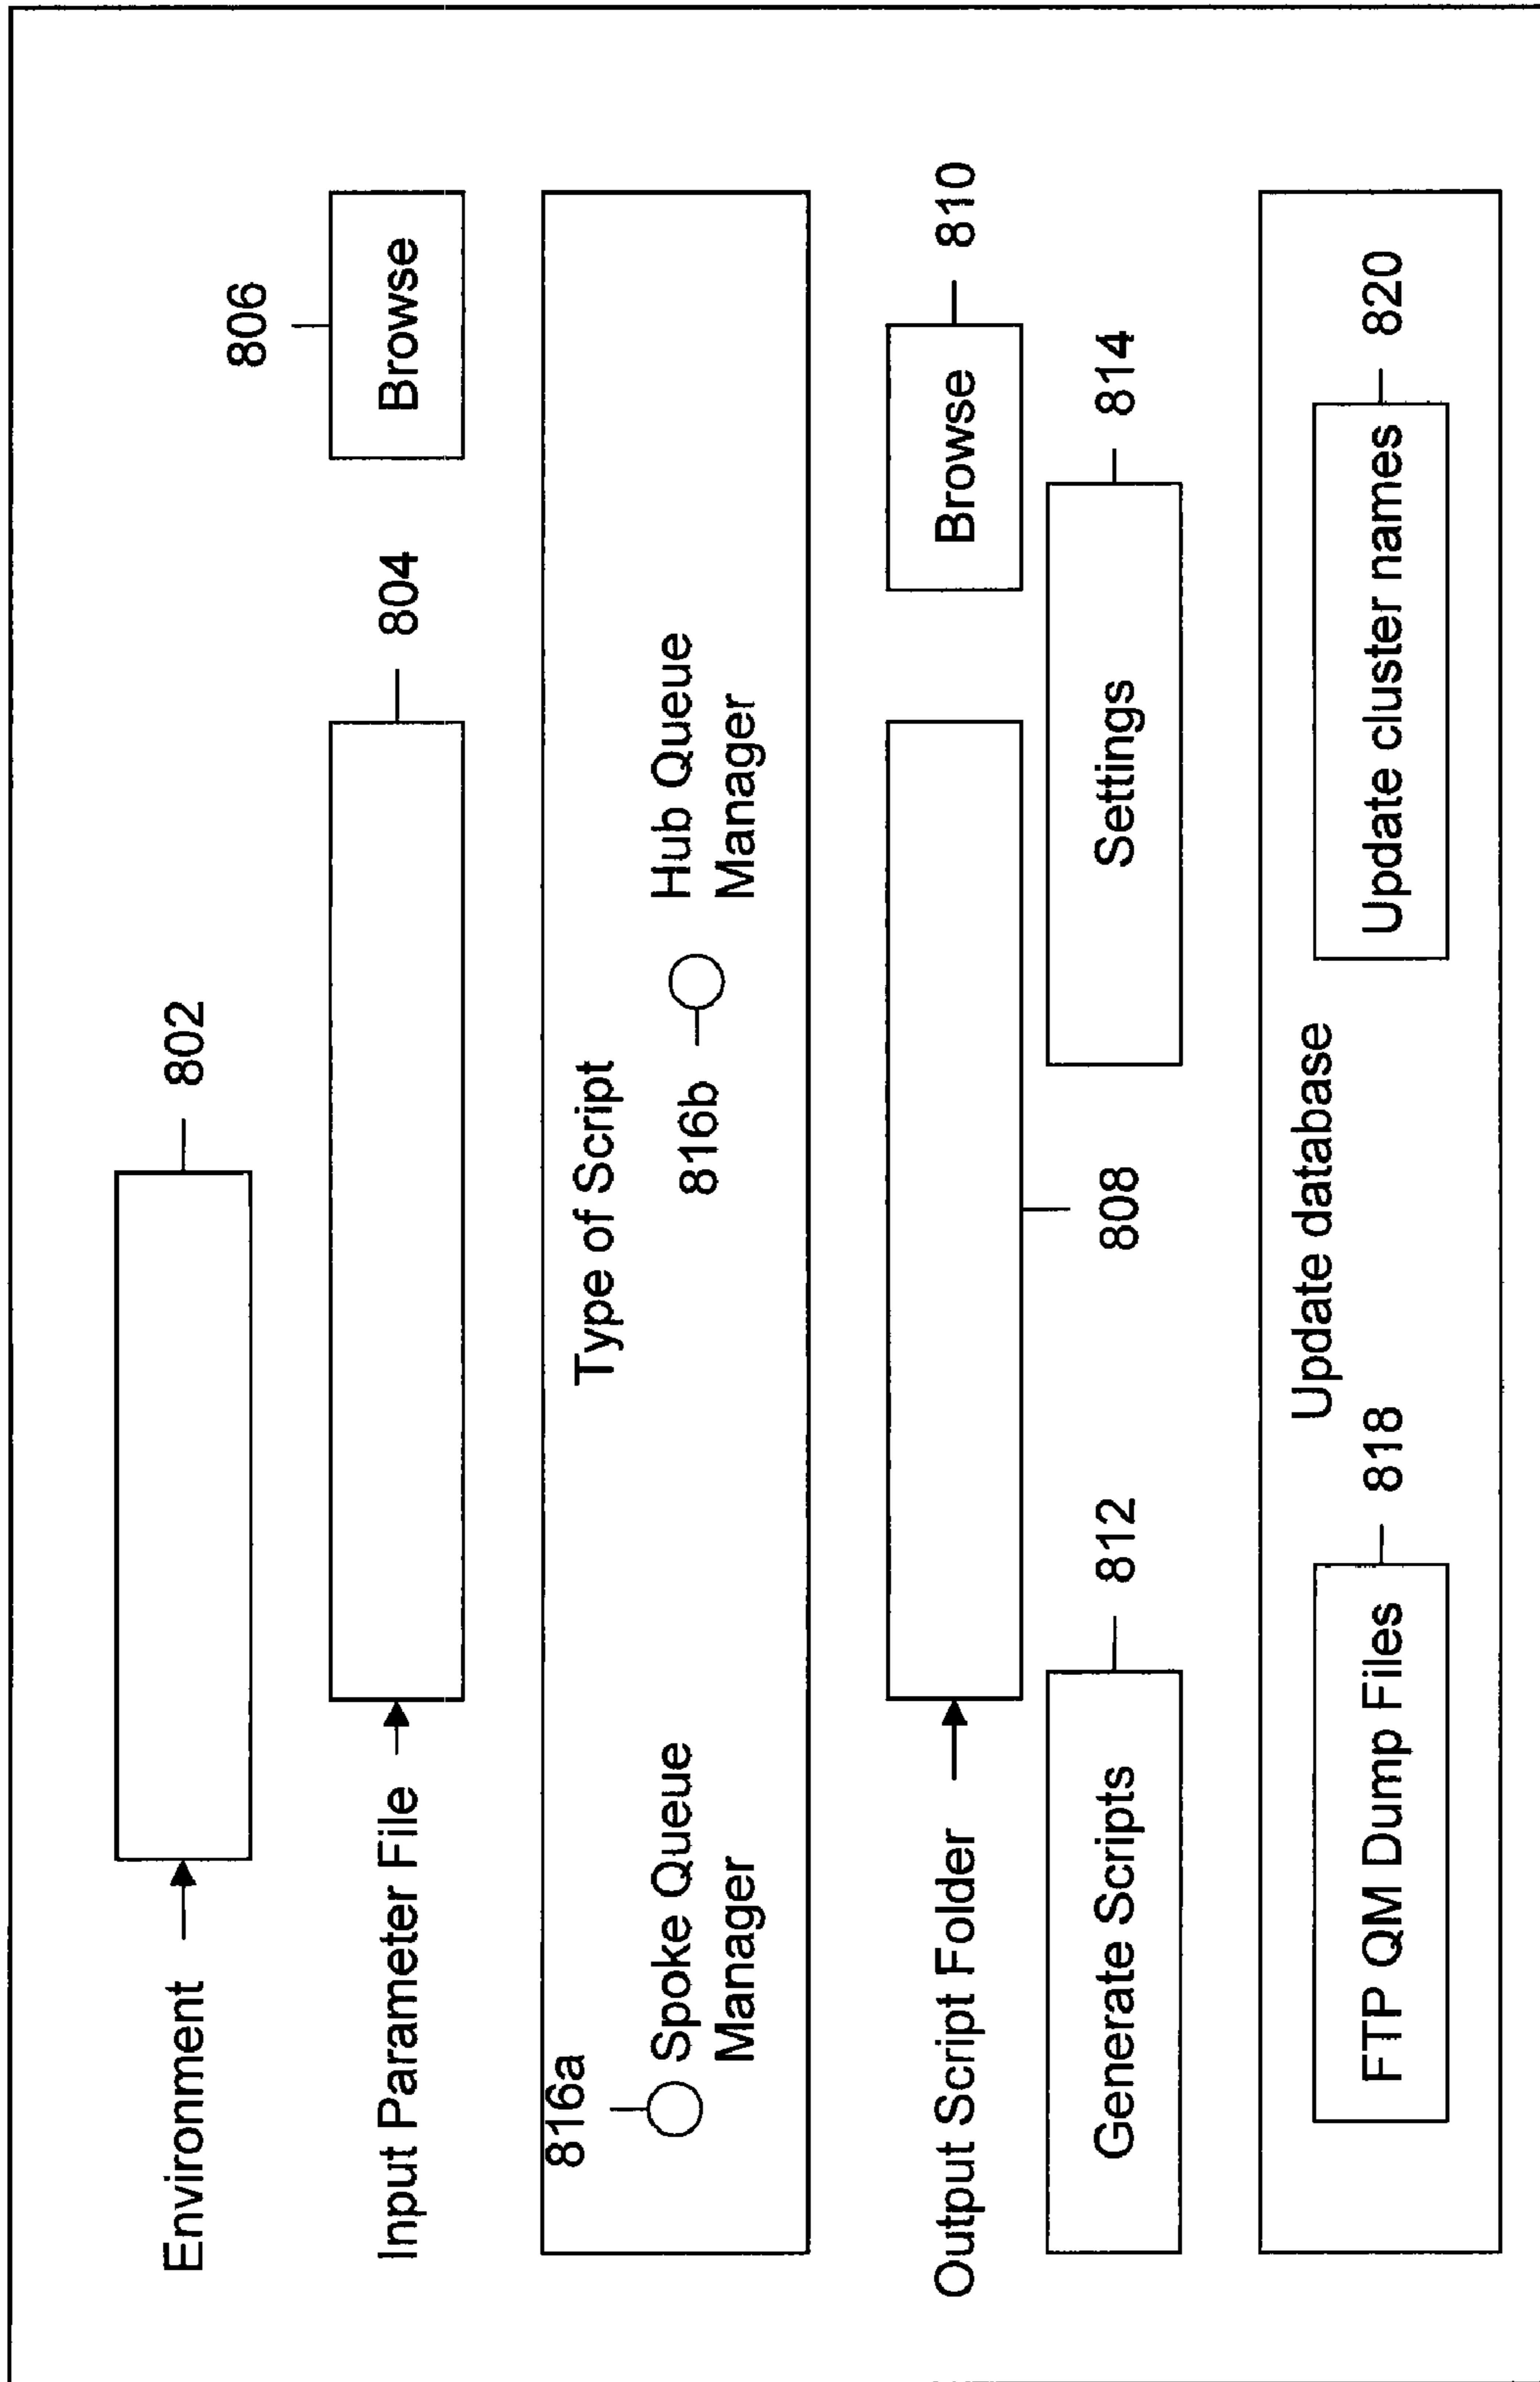 Environment
802
806
Input Parameter File
804
Browse
Type of Script
816a
Spoke Queue
Manager
816b
Hub Queue
Manager
Output Script Folder
808
Browse
810
Generate Scripts
812
Settings
814
Update database
FTP QM Dump Files
818
Update cluster names
820